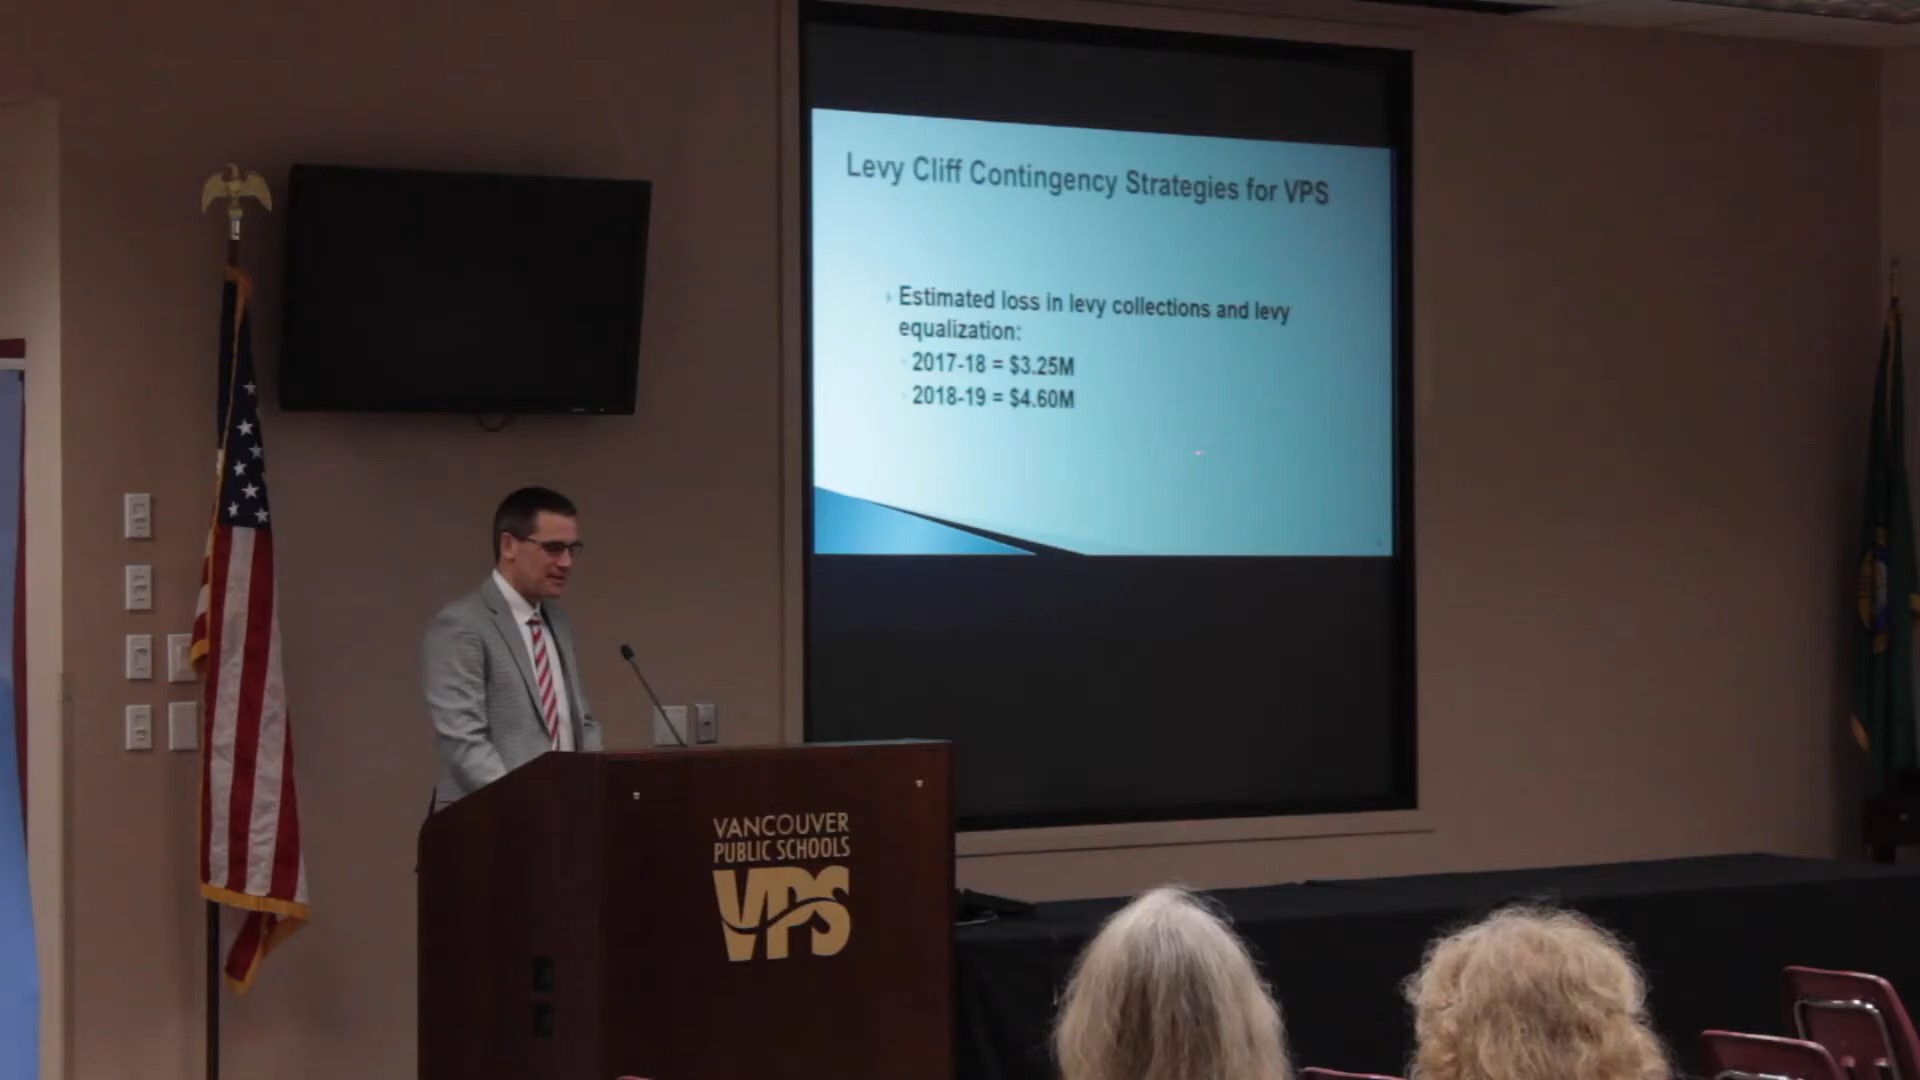 Levy Cliff Contingency Strategies for VPS
Estimated loss in levy collections and levy
equalization:
2017-18 = $3.25M
2018-19 = $4.60M
VANCOUVER
PUBLIC SCHOOLS
VPS